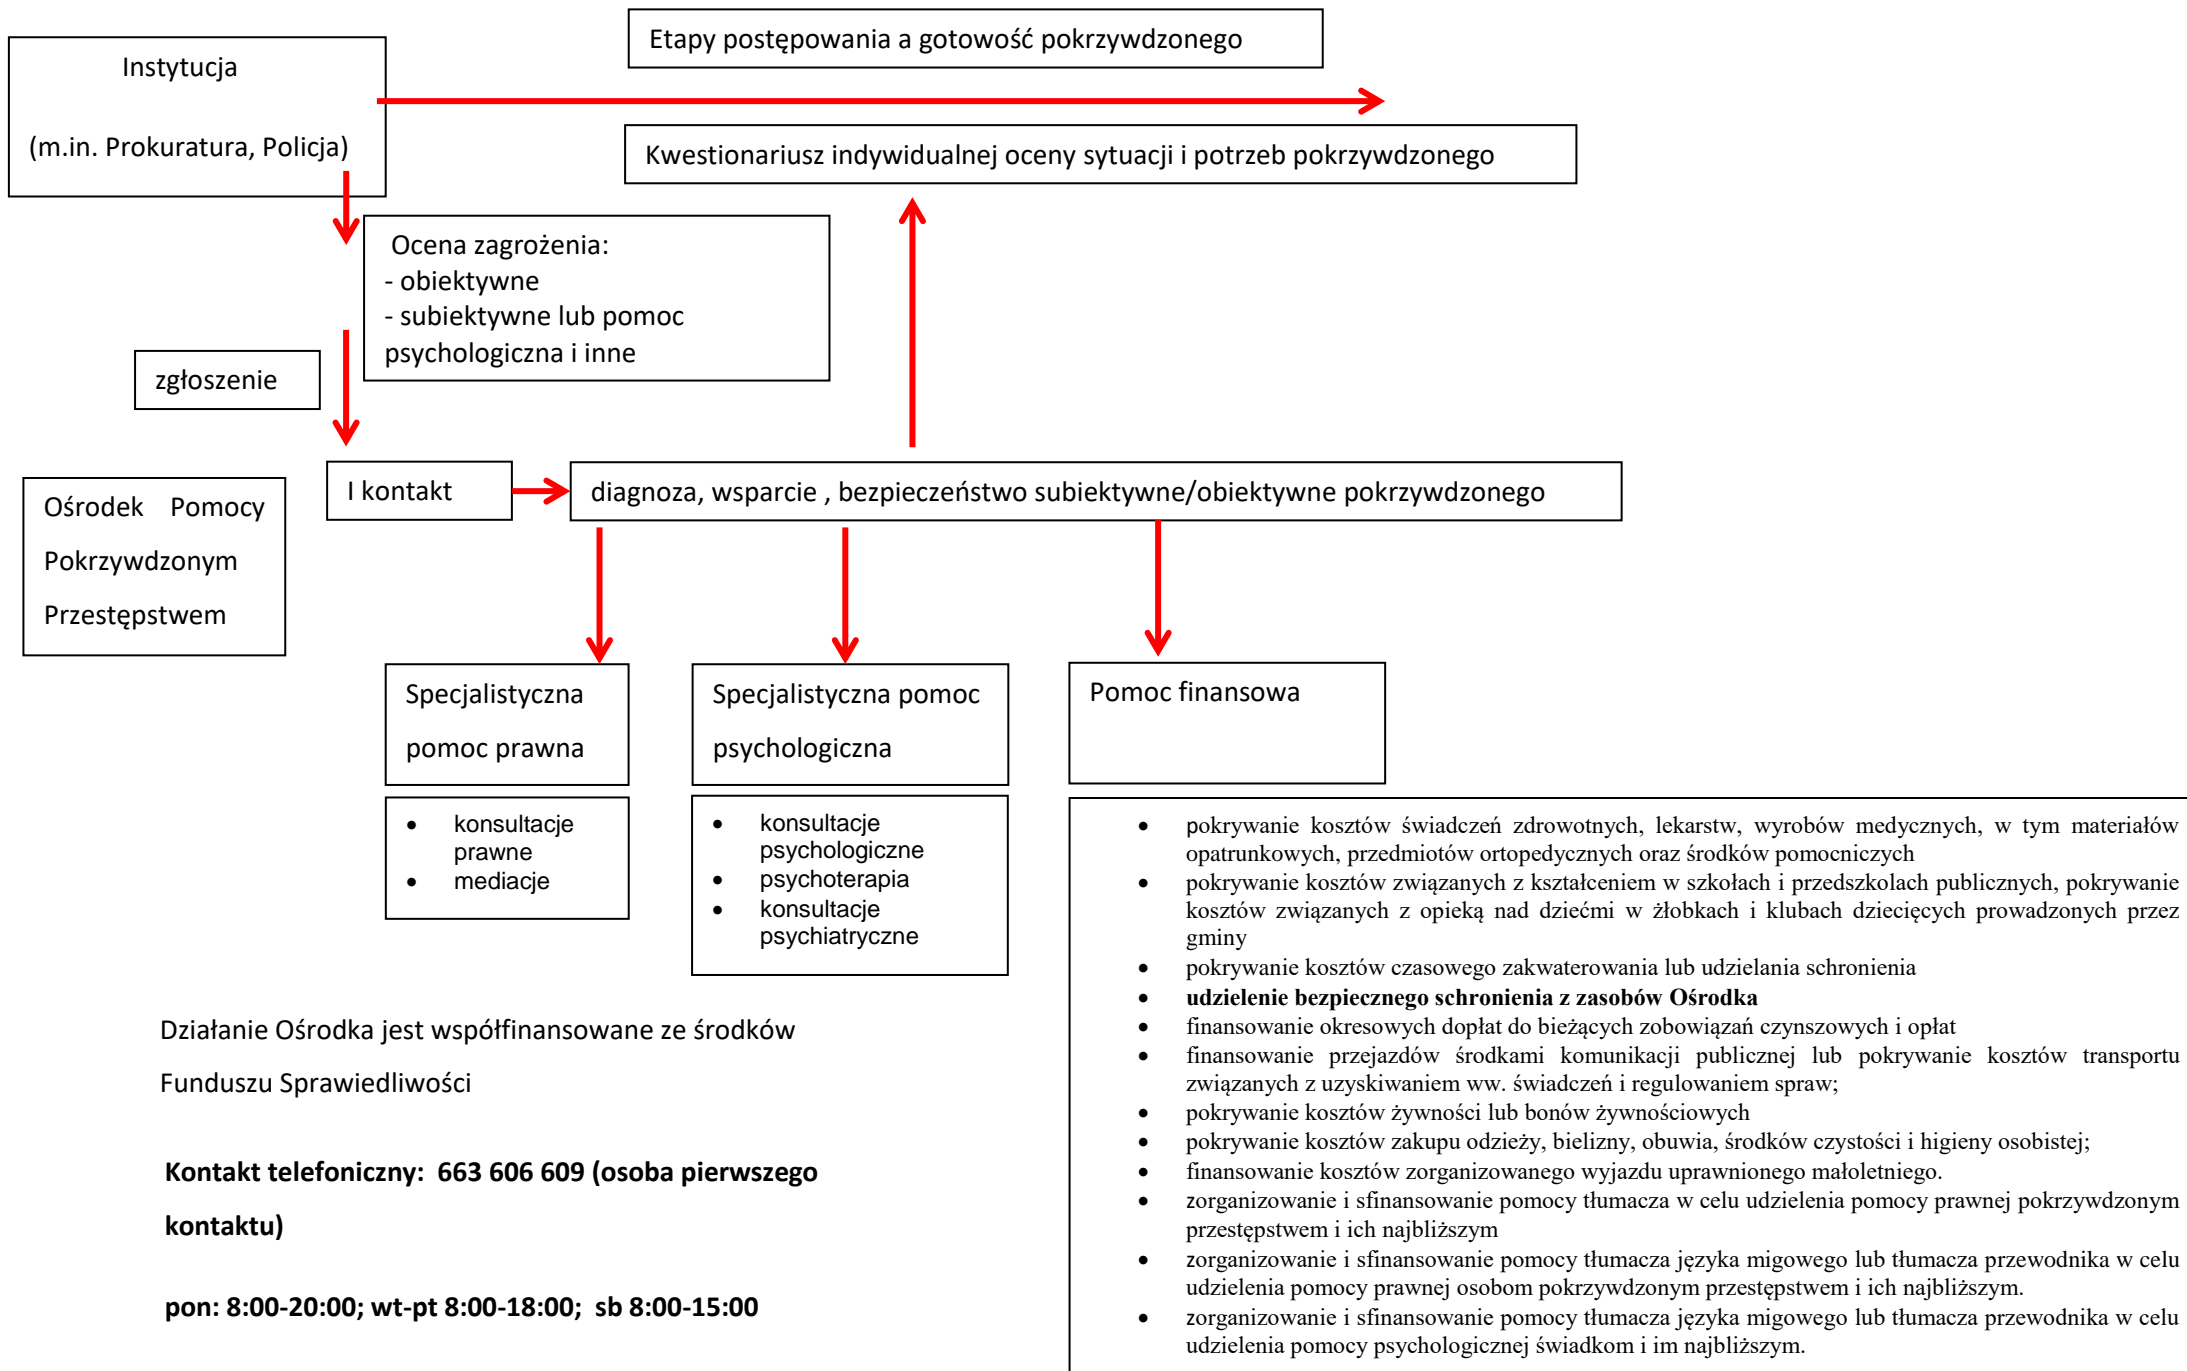 Etapy postępowania a gotowość pokrzywdzonego
Instytucja
(m.in. Prokuratura, Policja)
Kwestionariusz indywidualnej oceny sytuacji i potrzeb pokrzywdzonego
Ocena zagrożenia:
- obiektywne
- subiektywne lub pomoc
psychologiczna i inne
zgłoszenie
I kontakt
diagnoza, wsparcie , bezpieczeństwo subiektywne/obiektywne pokrzywdzonego
Ośrodek Pomocy
Pokrzywdzonym
Przestępstwem
Specjalistyczna
pomoc prawna
Specjalistyczna pomoc
psychologiczna
Pomoc finansowa
• konsultacje
prawne
• mediacje
• konsultacje
psychologiczne
• psychoterapia
• konsultacje
psychiatryczne
• pokrywanie kosztów świadczeń zdrowotnych, lekarstw, wyrobów medycznych, w tym materiałów
opatrunkowych, przedmiotów ortopedycznych oraz środków pomocniczych
• pokrywanie kosztów związanych z kształceniem w szkołach i przedszkolach publicznych, pokrywanie
kosztów związanych z opieką nad dziećmi w żłobkach i klubach dziecięcych prowadzonych przez
gminy
• pokrywanie kosztów czasowego zakwaterowania lub udzielania schronienia
• udzielenie bezpiecznego schronienia z zasobów Ośrodka
• finansowanie okresowych dopłat do bieżących zobowiązań czynszowych i opłat
• finansowanie przejazdów środkami komunikacji publicznej lub pokrywanie kosztów transportu
związanych z uzyskiwaniem ww. świadczeń i regulowaniem spraw;
• pokrywanie kosztów żywności lub bonów żywnościowych
• pokrywanie kosztów zakupu odzieży, bielizny, obuwia, środków czystości i higieny osobistej;
• finansowanie kosztów zorganizowanego wyjazdu uprawnionego małoletniego.
• zorganizowanie i sfinansowanie pomocy tłumacza w celu udzielenia pomocy prawnej pokrzywdzonym
przestępstwem i ich najbliższym
• zorganizowanie i sfinansowanie pomocy tłumacza języka migowego lub tłumacza przewodnika w celu
udzielenia pomocy prawnej osobom pokrzywdzonym przestępstwem i ich najbliższym.
• zorganizowanie i sfinansowanie pomocy tłumacza języka migowego lub tłumacza przewodnika w celu
udzielenia pomocy psychologicznej świadkom i im najbliższym.
Działanie Ośrodka jest współfinansowane ze środków
Funduszu Sprawiedliwości
Kontakt telefoniczny: 663 606 609 (osoba pierwszego
kontaktu)
pon: 8:00-20:00; wt-pt 8:00-18:00; sb 8:00-15:00